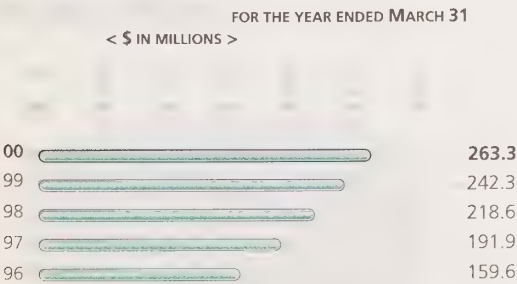 FOR THE YEAR ENDED MARCH 31
< $ IN MILLIONS >
00 263.3
99 242.3
98 218.6
97 191.9
96 159.6